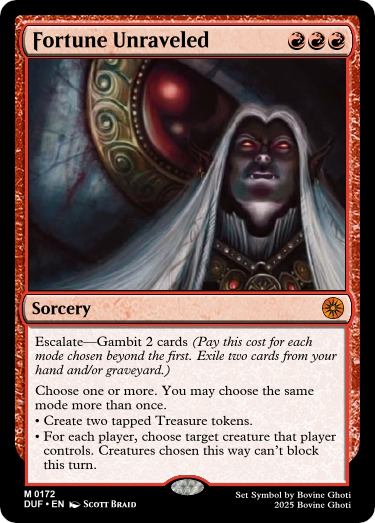 Fortune Unraveled
Sorcery
Escalate—Gambit 2 cards (Pay this cost for each
mode chosen beyond the first. Exile two cards from your
hand and/or graveyard.)
Choose one or more. You may choose the same
mode more than once.
• Create two tapped Treasure tokens.
• For each player, choose target creature that player
controls. Creatures chosen this way can't block
this turn.
M 0172
DUF • EN Scott Braid
Set Symbol by Bovine Ghoti
2025 Bovine Ghoti